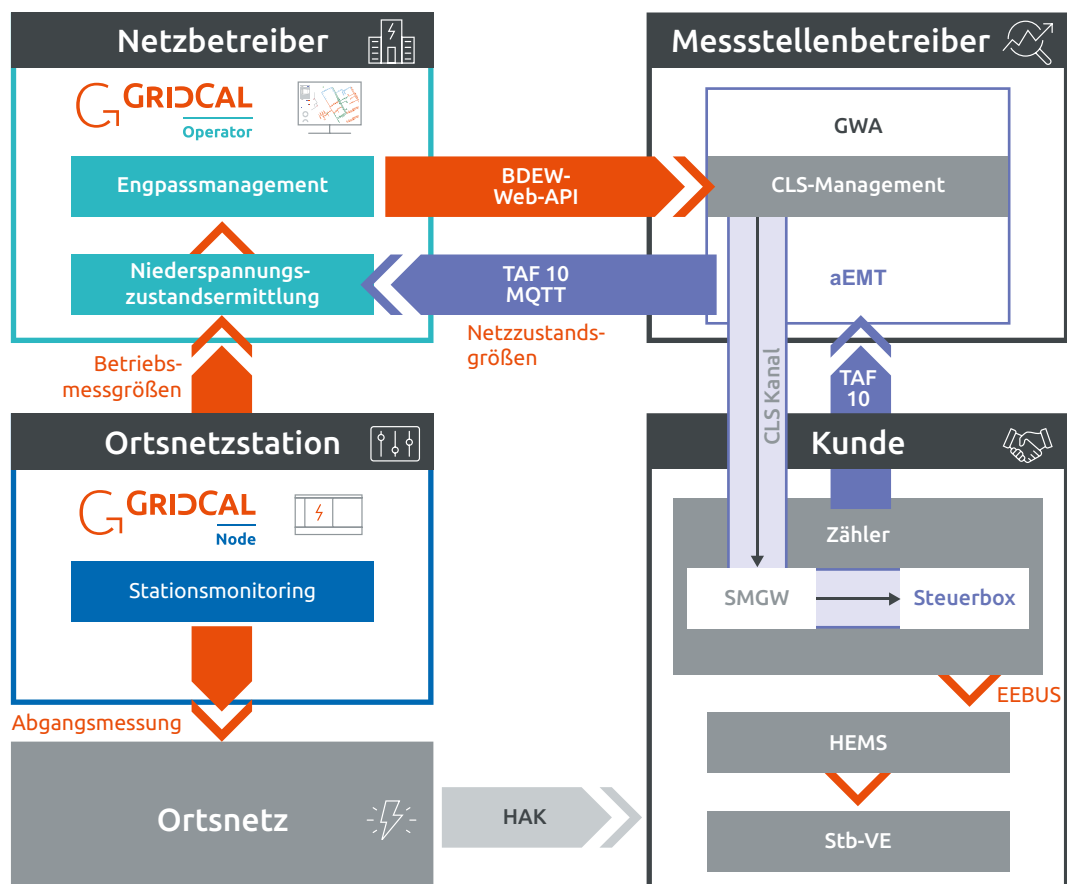 Netzbetreiber
GRIDCAL
Operator
Engpassmanagement
Niederspannungs-
zustandsermittlung
BDEW-
Web-API
TAF 10
MQTT
Netzzustands-
größen
Messstellenbetreiber
GWA
CLS-Management
aEMT
CLS Kanal
TAF
10
Betriebs-
messgrößen
Ortsnetzstation
GRIDCAL
Node
Stationsmonitoring
Abgangsmessung
Ortsnetz
HAK
Kunde
Zähler
SMGW
Steuerbox
EEBUS
HEMS
Stb-VE